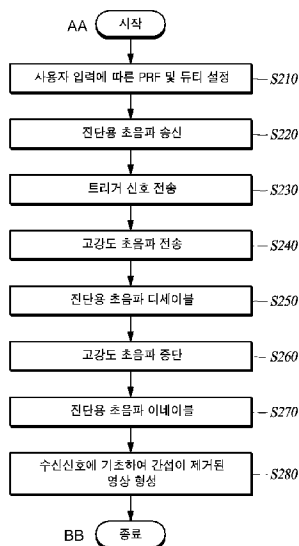 AA 시작
사용자 입력에 따른 PRF 및 듀티 설정 S210
진단용 초음파 송신 S220
트리거 신호 전송 S230
고강도 초음파 전송 S240
진단용 초음파 디세이블 S250
고강도 초음파 중단 S260
진단용 초음파 이네이블 S270
수신신호에 기초하여 간섭이 제거된 S280
영상 형성
BB 종료